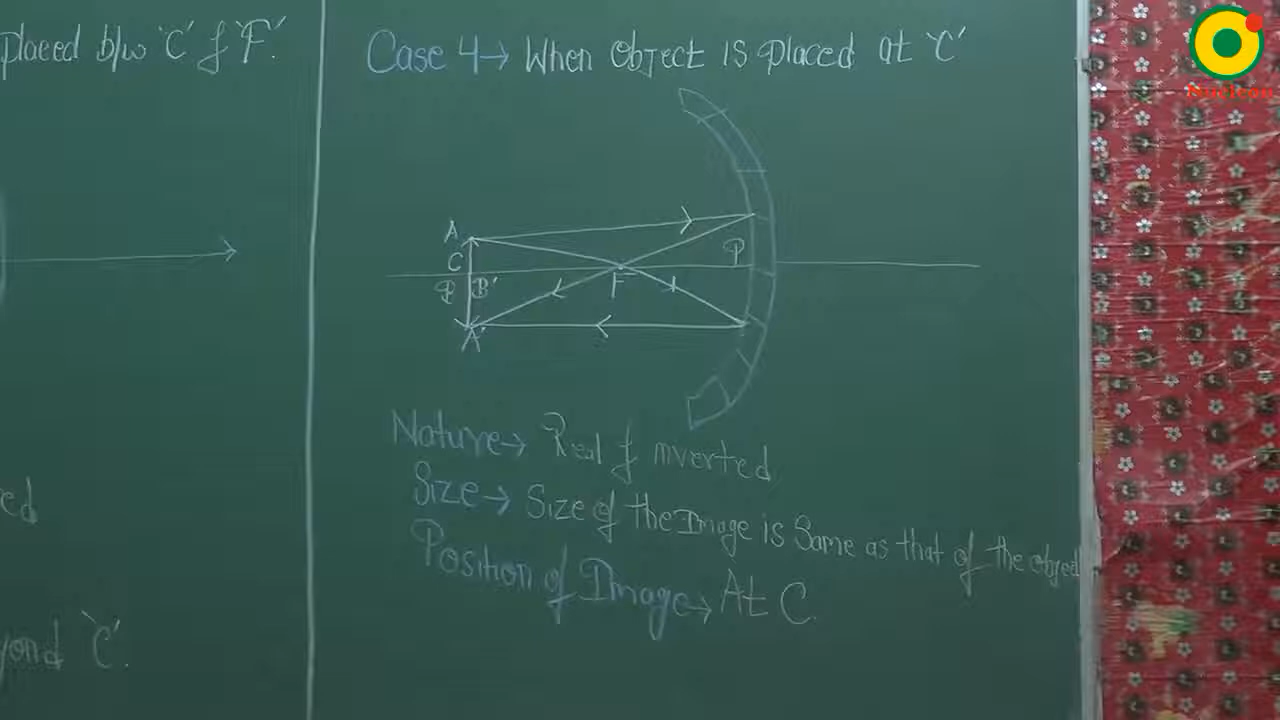 placed b/w 'C' & 'F'.
Case 4→ When Object is placed at 'C'
A
C
B B'
F
P
A'
Nature→ Real & inverted
Size→ Size of the Image is Same as that of the object
Position of Image→ At C.
ed
yond 'C'.
Nucleon